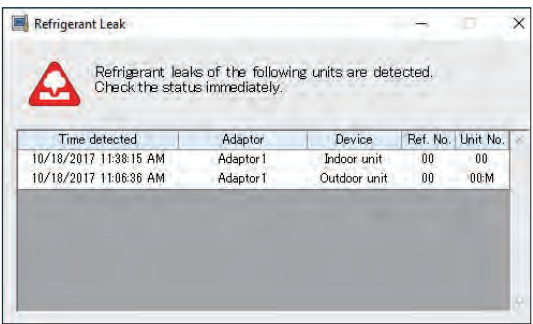 Refrigerant Leak
Refrigerant leaks of the following units are detected.
Check the status immediately.
Time detected Adaptor Device Ref. No. Unit No.
10/18/2017 11:38:15 AM Adaptor1 Indoor unit 00 00
10/18/2017 11:06:36 AM Adaptor1 Outdoor unit 00 00:M